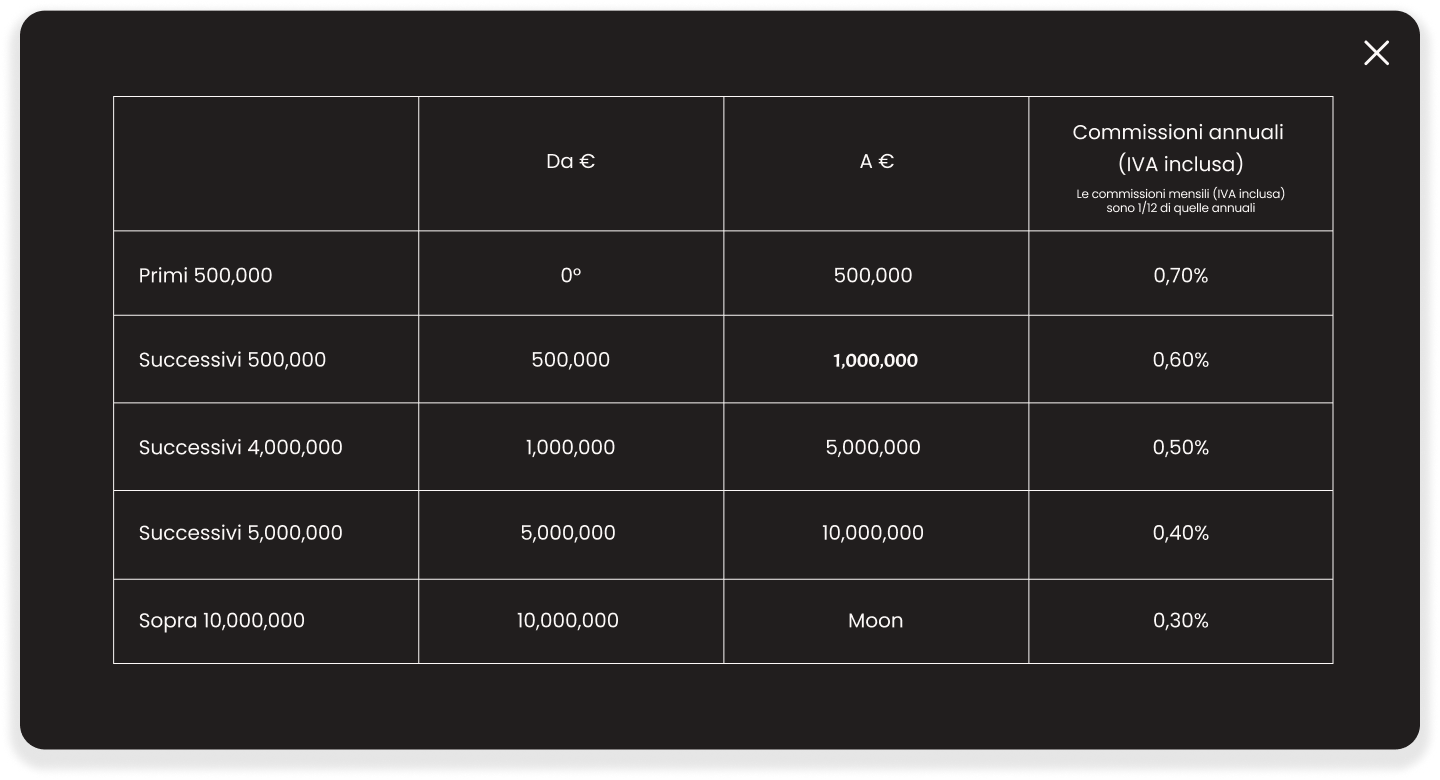 Da €
A €
Commissioni annuali
(IVA inclusa)
Le commissioni mensili (IVA inclusa)
sono 1/12 di quelle annuali
Primi 500,000
0°
500,000
0,70%
Successivi 500,000
500,000
1,000,000
0,60%
Successivi 4,000,000
1,000,000
5,000,000
0,50%
Successivi 5,000,000
5,000,000
10,000,000
0,40%
Sopra 10,000,000
10,000,000
Moon
0,30%